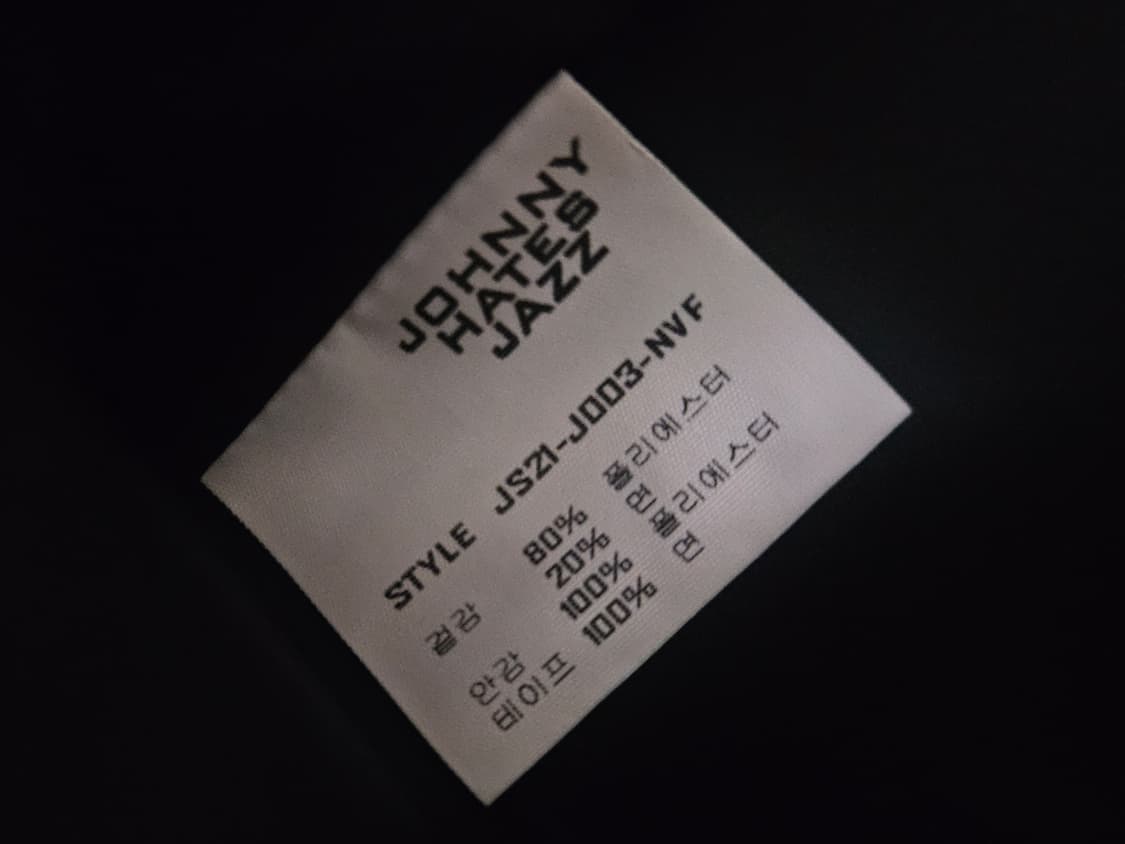 JOHNNY
HATES
JAZZ
STYLE JS21-J003-NVF
겉감 80% 폴리에스터
20% 면
안감 100% 폴리에스터
테이프 100% 면